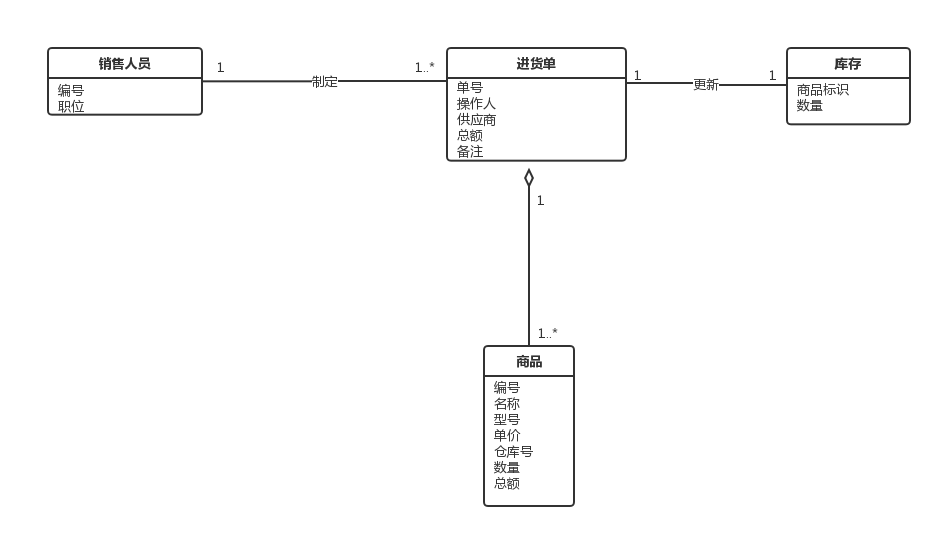 销售人员
编号
职位
1
制定
1..*
进货单
单号
操作人
供应商
总额
备注
1
更新
1
库存
商品标识
数量
1
1..*
商品
编号
名称
型号
单价
仓库号
数量
总额